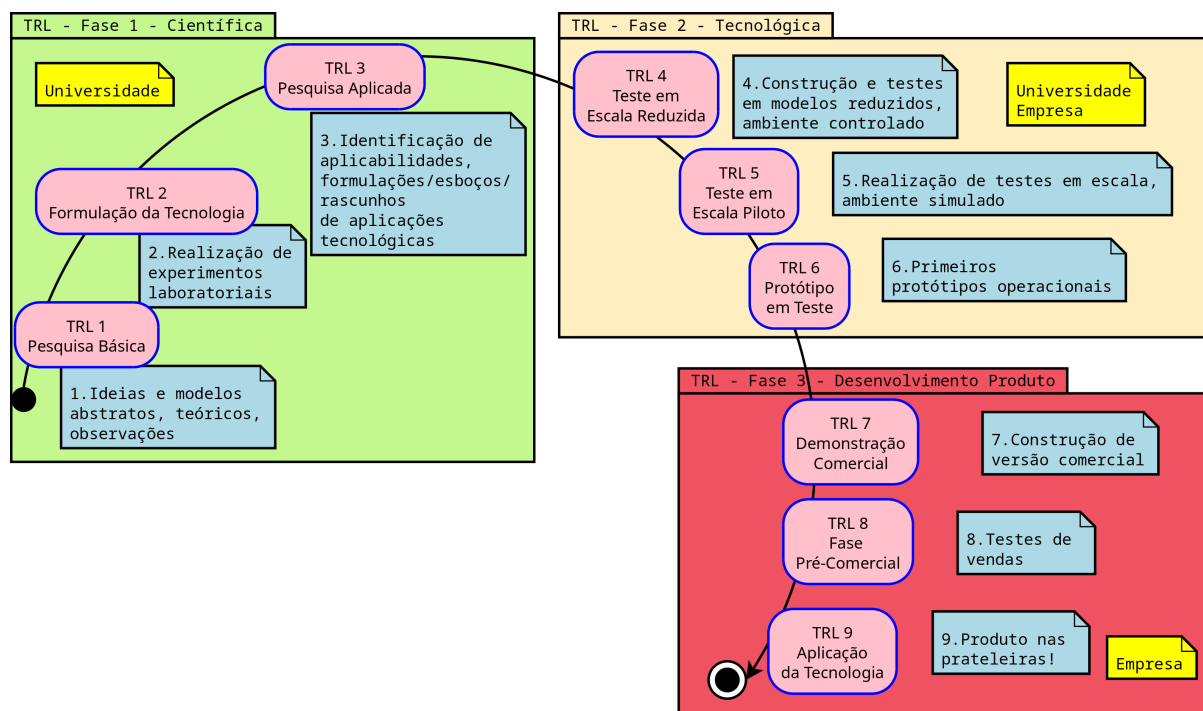 TRL - Fase 1 - Científica
Universidade
TRL 3
Pesquisa Aplicada
3.Identificação de
aplicabilidades,
formulações/esboços/
rascunhos
de aplicações
tecnológicas
TRL 2
Formulação da Tecnologia
2.Realização de
experimentos
laboratoriais
TRL 1
Pesquisa Básica
1.Ideias e modelos
abstratos, teóricos,
observações
TRL - Fase 2 - Tecnológica
TRL 4
Teste em
Escala Reduzida
4.Construção e testes
em modelos reduzidos,
ambiente controlado
Universidade
Empresa
TRL 5
Teste em
Escala Piloto
5.Realização de testes em escala,
ambiente simulado
TRL 6
Protótipo
em Teste
6.Primeiros
protótipos operacionais
TRL - Fase 3 - Desenvolvimento Produto
TRL 7
Demonstração
Comercial
7.Construção de
versão comercial
TRL 8
Fase
Pré-Comercial
8.Testes de
vendas
TRL 9
Aplicação
da Tecnologia
9.Produto nas
prateleiras!
Empresa